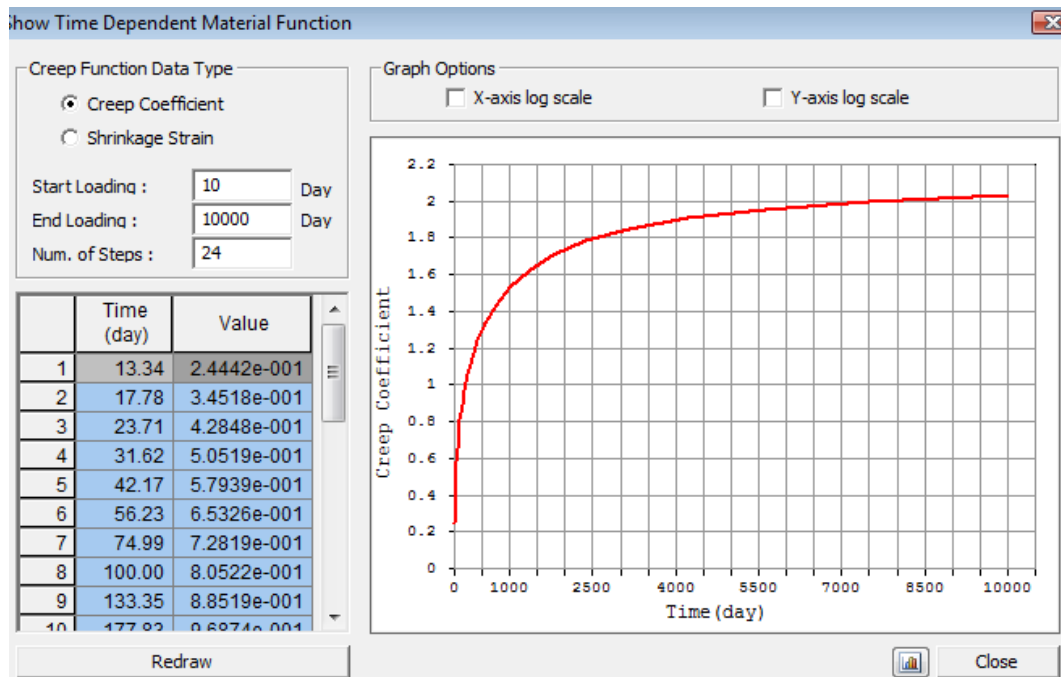 Show Time Dependent Material Function
Creep Function Data Type
Creep Coefficient
Shrinkage Strain
Start Loading : 10 Day
End Loading : 10000 Day
Num. of Steps : 24
Time (day) Value
1 13.34 2.4442e-001
2 17.78 3.4518e-001
3 23.71 4.2848e-001
4 31.62 5.0519e-001
5 42.17 5.7939e-001
6 56.23 6.5326e-001
7 74.99 7.2819e-001
8 100.00 8.0522e-001
9 133.35 8.8519e-001
10 177.83 9.6874e-001
Redraw
Graph Options
X-axis log scale Y-axis log scale
2.2
2
1.8
1.6
1.4
1.2
1
0.8
0.6
0.4
0.2
0
Creep Coefficient
0 1000 2500 4000 5500 7000 8500 10000
Time(day)
Close